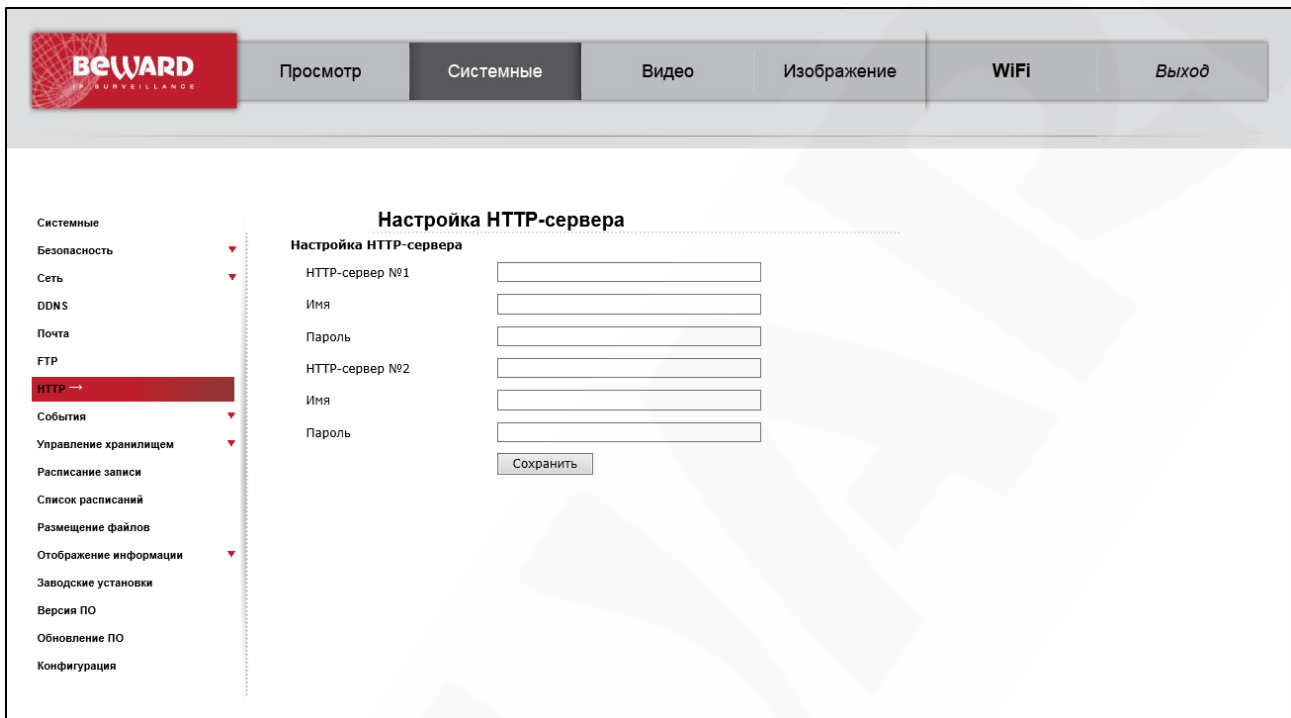 BEWARD
IP SURVEILLANCE
Просмотр
Системные
Видео
Изображение
WiFi
Выход
Системные
Безопасность
Сеть
DDNS
Почта
FTP
HTTP →
События
Управление хранилищем
Расписание записи
Список расписаний
Размещение файлов
Отображение информации
Заводские установки
Версия ПО
Обновление ПО
Конфигурация
Настройка HTTP-сервера
Настройка HTTP-сервера
HTTP-сервер №1
Имя
Пароль
HTTP-сервер №2
Имя
Пароль
Сохранить